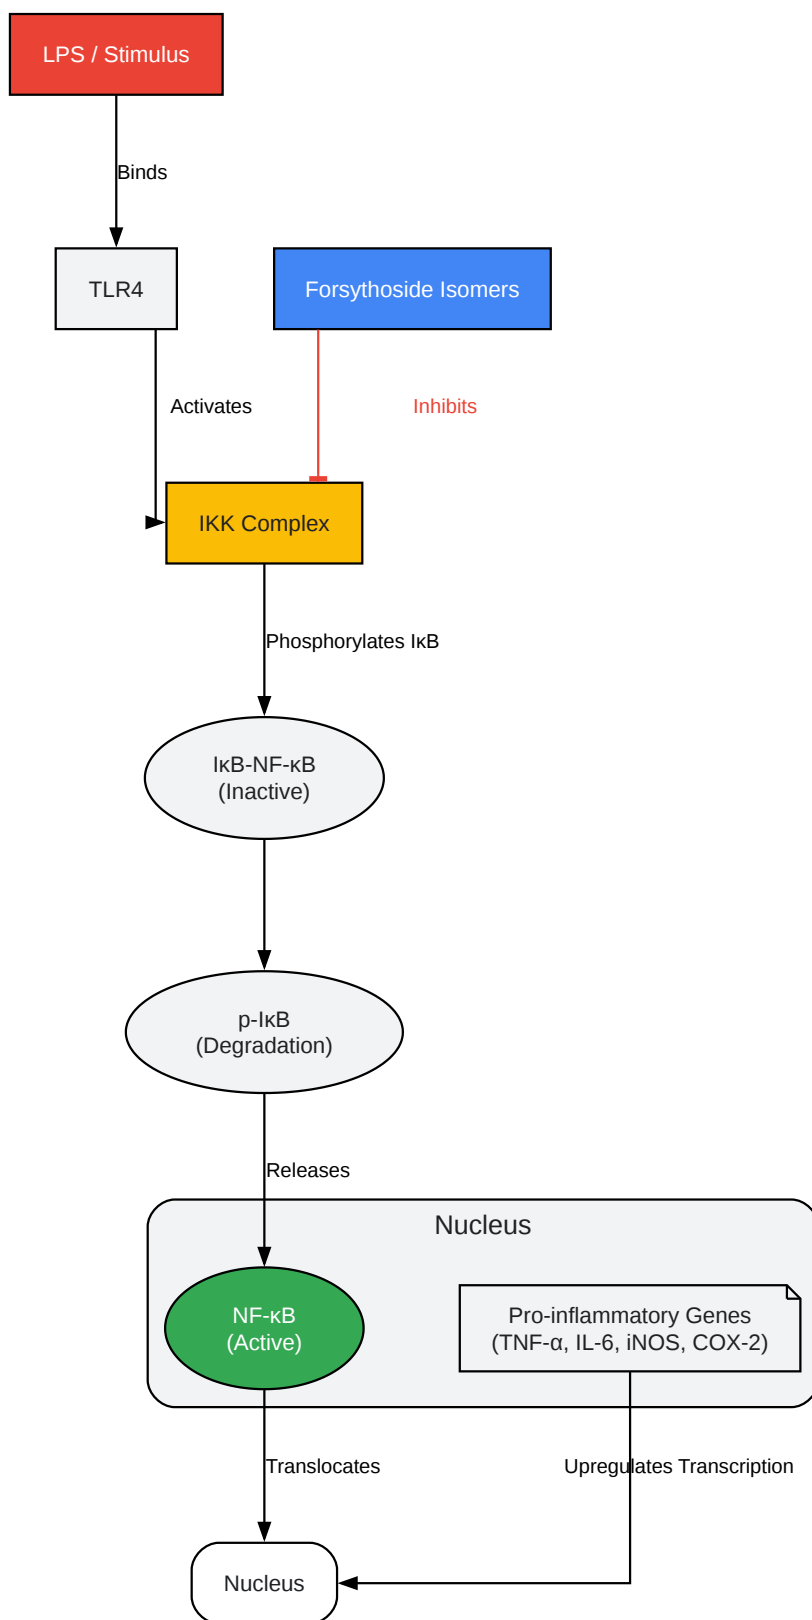 LPS / Stimulus
Binds
TLR4
Forsythoside Isomers
Activates
Inhibits
IKK Complex
Phosphorylates IκB
IκB-NF-κB
(Inactive)
p-IκB
(Degradation)
Releases
Nucleus
NF-κB
(Active)
Pro-inflammatory Genes
(TNF-α, IL-6, iNOS, COX-2)
Translocates
Upregulates Transcription
Nucleus